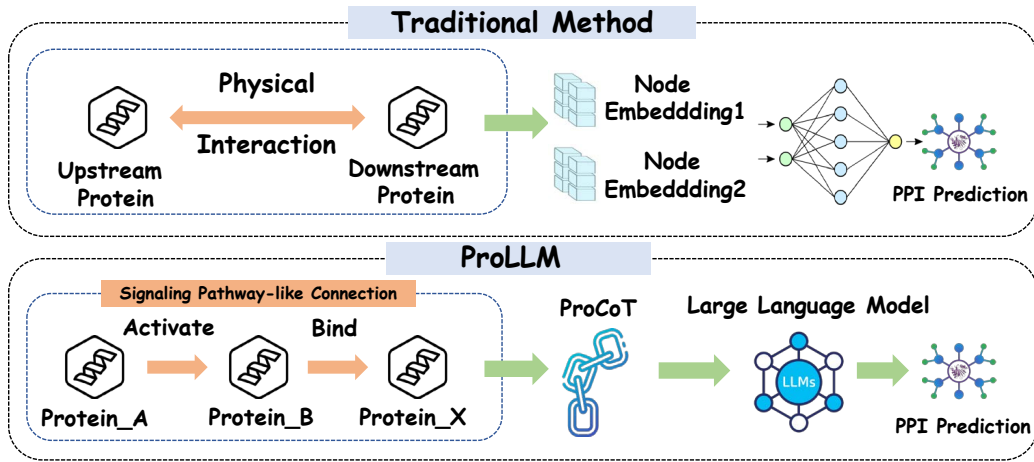 Traditional Method
Physical
Interaction
Upstream
Protein
Downstream
Protein
Node
Embeddding1
Node
Embeddding2
PPI Prediction
ProLLM
Signaling Pathway-like Connection
Activate
Bind
Protein_A
Protein_B
Protein_X
ProCoT
Large Language Model
LLMs
PPI Prediction